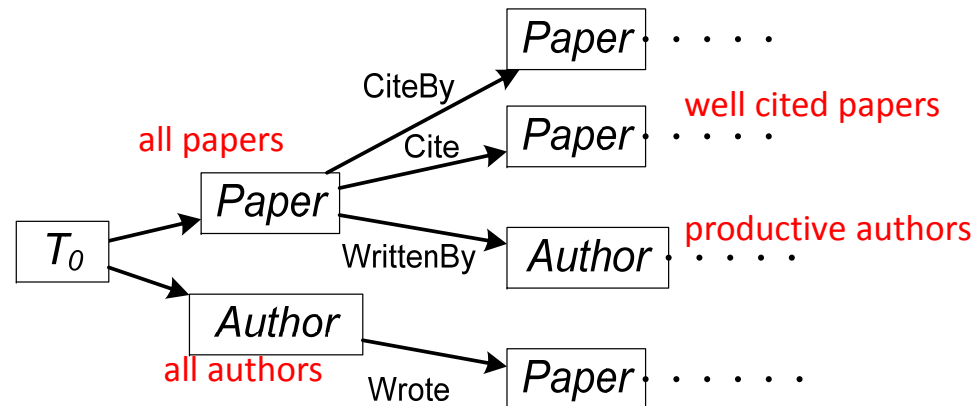 Paper . . . . .
CiteBy
well cited papers
all papers
Cite
Paper . . . . .
Paper
T0
productive authors
WrittenBy
Author . . . . .
Author
all authors
Wrote
Paper . . . . . .